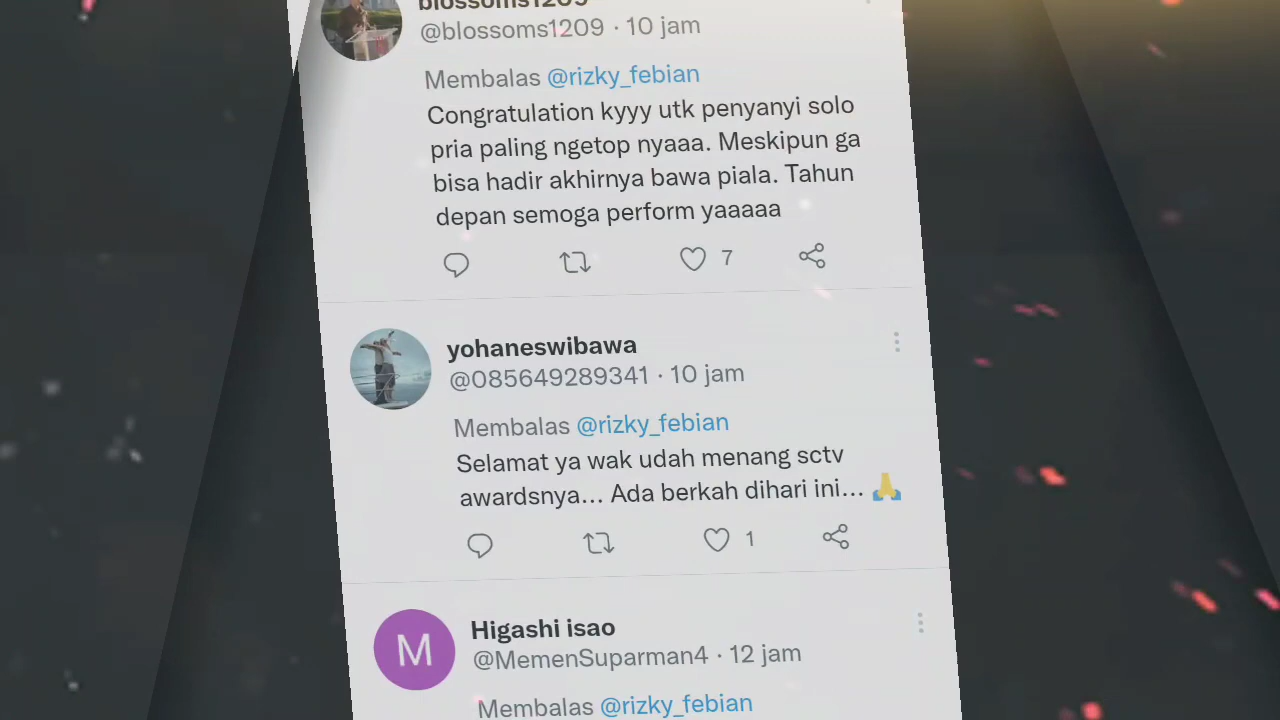 blossoms1209
@blossoms1209 · 10 jam
Membalas @rizky_febian
Congratulation kyyy utk penyanyi solo
pria paling ngetop nyaaa. Meskipun ga
bisa hadir akhirnya bawa piala. Tahun
depan semoga perform yaaaaa
7
yohaneswibawa
@085649289341 · 10 jam
Membalas @rizky_febian
Selamat ya wak udah menang sctv
awardsnya... Ada berkah dihari ini... 🙏
1
M
Higashi isao
@MemenSuparman4 · 12 jam
Membalas @rizky_febian